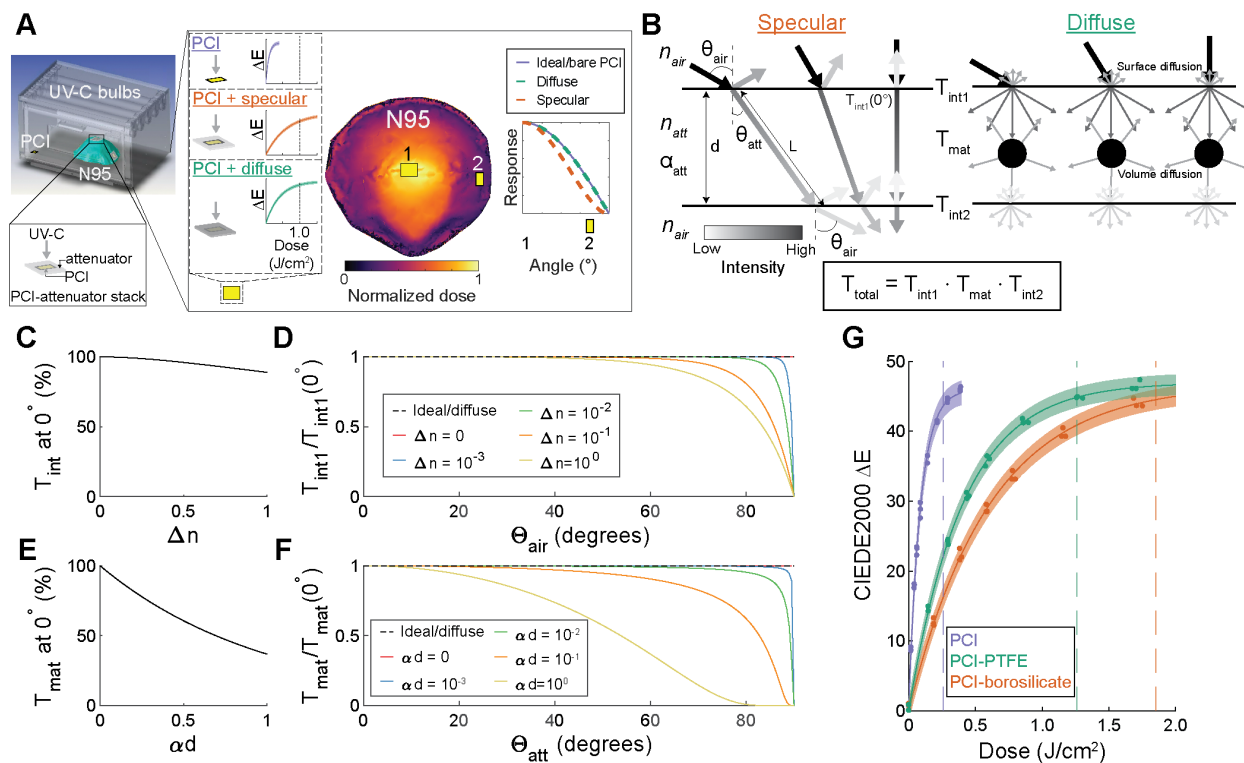 A
UV-C bulbs
PCI
N95
UV-C
attenuator
PCI
PCI-attenuator stack
PCI
ΔE
PCI + specular
ΔE
PCI + diffuse
ΔE
1.0
Dose
(J/cm²)
N95
1
2
0
1
Normalized dose
Ideal/bare PCI
Diffuse
Specular
Response
1
2
Angle (°)
B
Specular
Diffuse
n_air
θ_air
T_int1(0°)
n_att
α_att
d
θ_att
L
n_air
θ_air
Low
High
Intensity
Surface diffusion
T_int1
T_mat
Volume diffusion
T_int2
T_total = T_int1 · T_mat · T_int2
C
T_int at 0° (%)
100
50
0
0
0.5
1
Δn
D
T_int1/T_int1(0°)
1
0.5
0
0
20
40
60
80
Θ_air (degrees)
Ideal/diffuse
Δn = 0
Δn = 10⁻³
Δn = 10⁻²
Δn = 10⁻¹
Δn=10⁰
E
T_mat at 0° (%)
100
50
0
0
0.5
1
αd
F
T_mat/T_mat(0°)
1
0.5
0
0
20
40
60
80
Θ_att (degrees)
Ideal/diffuse
αd = 0
αd = 10⁻³
αd = 10⁻²
αd = 10⁻¹
αd=10⁰
G
CIEDE2000 ΔE
50
40
30
20
10
0
0
0.5
1.0
1.5
2.0
Dose (J/cm²)
PCI
PCI-PTFE
PCI-borosilicate